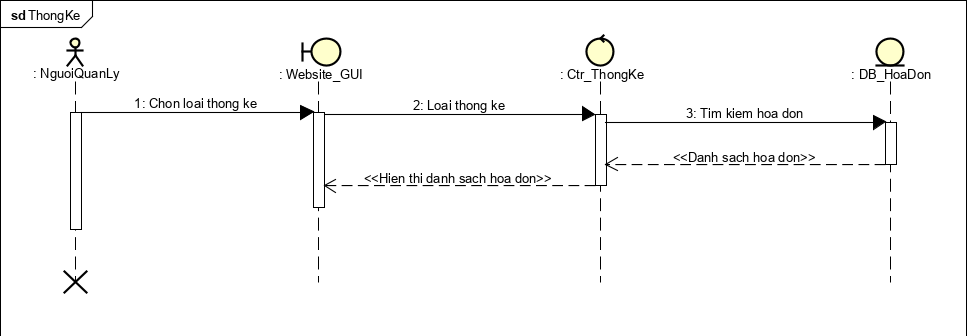 sd ThongKe
: NguoiQuanLy
: Website_GUI
: Ctr_ThongKe
: DB_HoaDon
1: Chon loai thong ke
2: Loai thong ke
3: Tim kiem hoa don
<<Danh sach hoa don>>
<<Hien thi danh sach hoa don>>